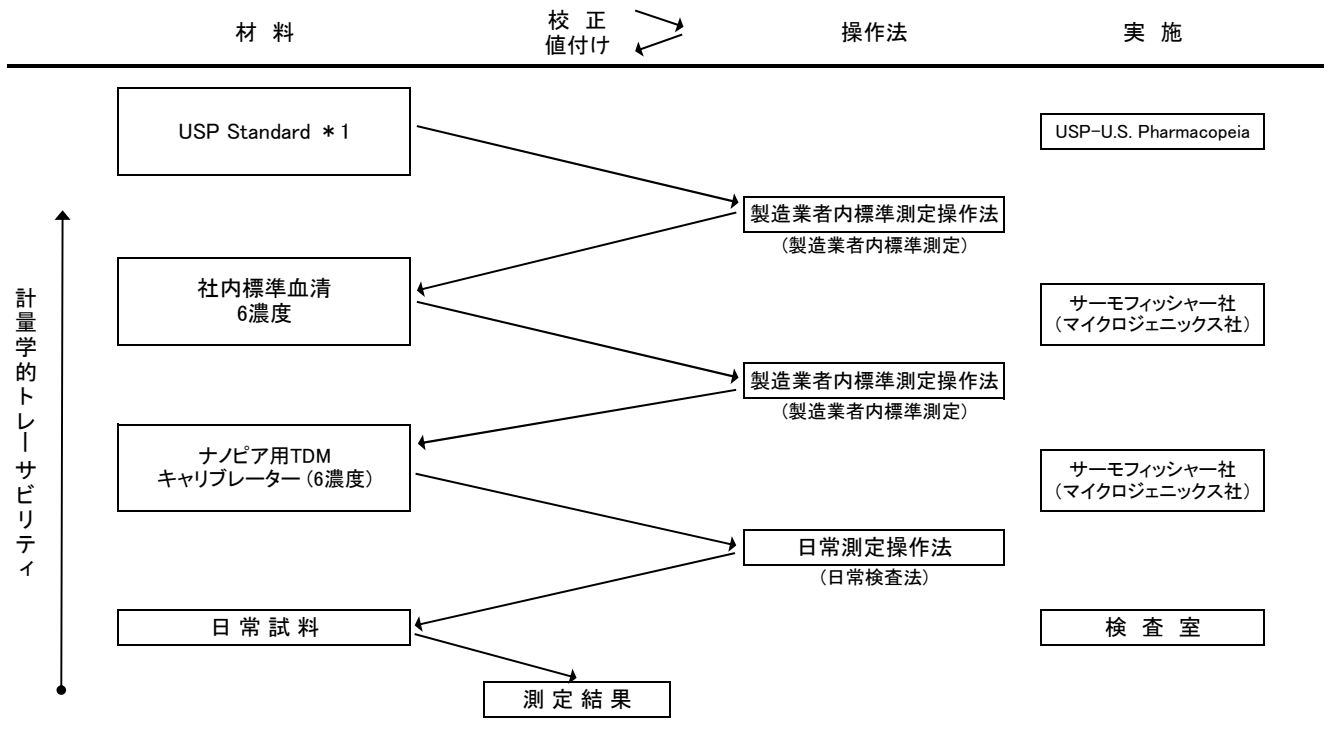 材 料
校 正
値付け
操作法
実 施
USP Standard ＊1
USP-U.S. Pharmacopeia
製造業者内標準測定操作法
(製造業者内標準測定)
社内標準血清
6濃度
サーモフィッシャー社
(マイクロジェニックス社)
製造業者内標準測定操作法
(製造業者内標準測定)
ナノピア用TDM
キャリブレーター(6濃度)
サーモフィッシャー社
(マイクロジェニックス社)
日常測定操作法
(日常検査法)
日 常 試 料
検 査 室
測 定 結 果
計量学的トレーサビリティ